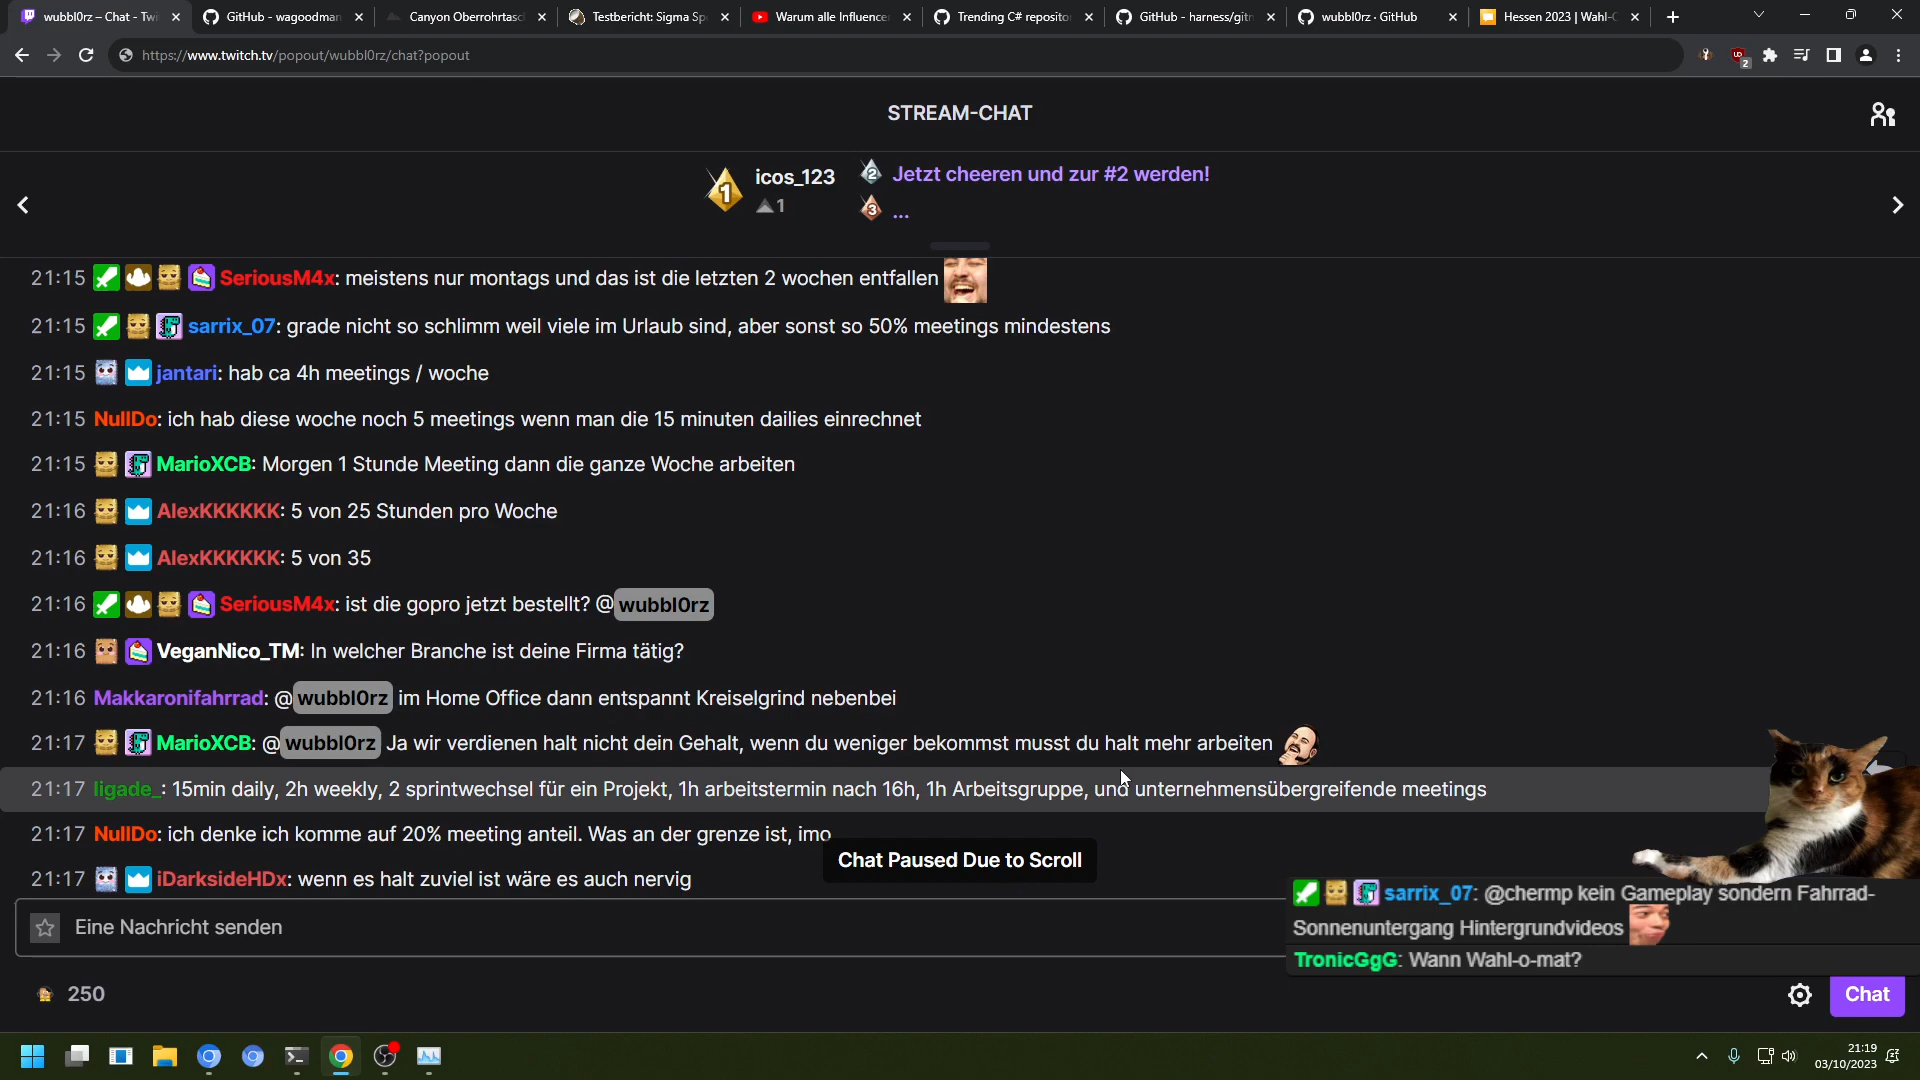 wubbl0rz – Chat - Twi
GitHub - wagoodman
Canyon Oberrohrtasc
Testbericht: Sigma Sp
Warum alle Influence
Trending C# reposito
GitHub - harness/gitn
wubbl0rz · GitHub
Hessen 2023 | Wahl-O
https://www.twitch.tv/popout/wubbl0rz/chat?popout
2
STREAM-CHAT
1 icos_123 2 Jetzt cheeren und zur #2 werden!
1 3 ...
21:15 SeriousM4x: meistens nur montags und das ist die letzten 2 wochen entfallen
21:15 sarrix_07: grade nicht so schlimm weil viele im Urlaub sind, aber sonst so 50% meetings mindestens
21:15 jantari: hab ca 4h meetings / woche
21:15 NullDo: ich hab diese woche noch 5 meetings wenn man die 15 minuten dailies einrechnet
21:15 MarioXCB: Morgen 1 Stunde Meeting dann die ganze Woche arbeiten
21:16 AlexKKKKKK: 5 von 25 Stunden pro Woche
21:16 AlexKKKKKK: 5 von 35
21:16 SeriousM4x: ist die gopro jetzt bestellt? @wubbl0rz
21:16 VeganNico_TM: In welcher Branche ist deine Firma tätig?
21:16 Makkaronifahrrad: @wubbl0rz im Home Office dann entspannt Kreiselgrind nebenbei
21:17 MarioXCB: @wubbl0rz Ja wir verdienen halt nicht dein Gehalt, wenn du weniger bekommst musst du halt mehr arbeiten
21:17 ligade_: 15min daily, 2h weekly, 2 sprintwechsel für ein Projekt, 1h arbeitstermin nach 16h, 1h Arbeitsgruppe, und unternehmensübergreifende meetings
21:17 NullDo: ich denke ich komme auf 20% meeting anteil. Was an der grenze ist, imo
Chat Paused Due to Scroll
21:17 iDarksideHDx: wenn es halt zuviel ist wäre es auch nervig
sarrix_07: @chermp kein Gameplay sondern Fahrrad-
Sonnenuntergang Hintergrundvideos
TronicGgG: Wann Wahl-o-mat?
Eine Nachricht senden
250
Chat
21:19
03/10/2023